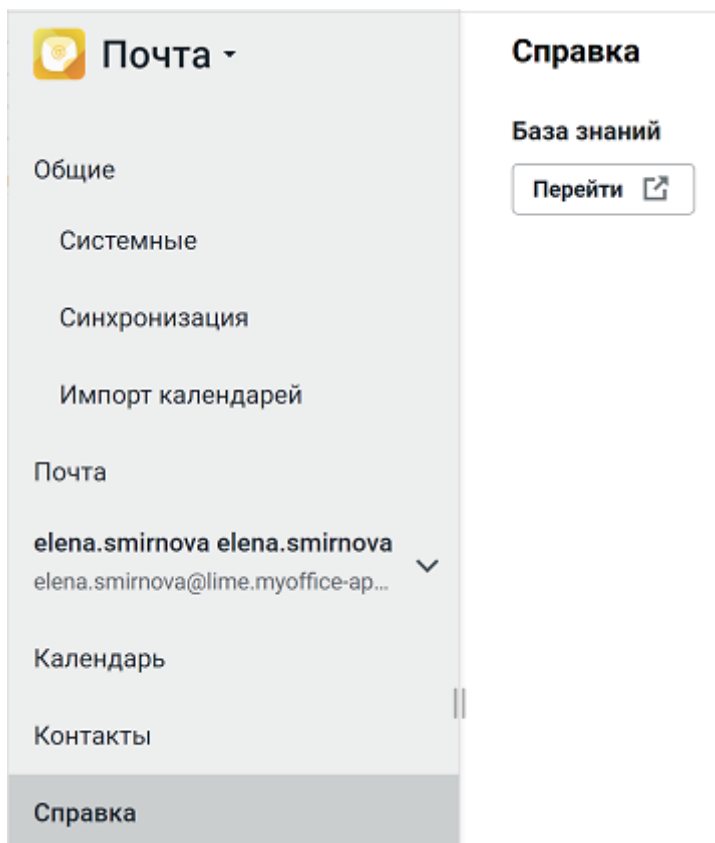 Почта
Общие
Системные
Синхронизация
Импорт календарей
Почта
elena.smirnova elena.smirnova
elena.smirnova@lime.myoffice-ap...
Календарь
Контакты
Справка
Справка
База знаний
Перейти